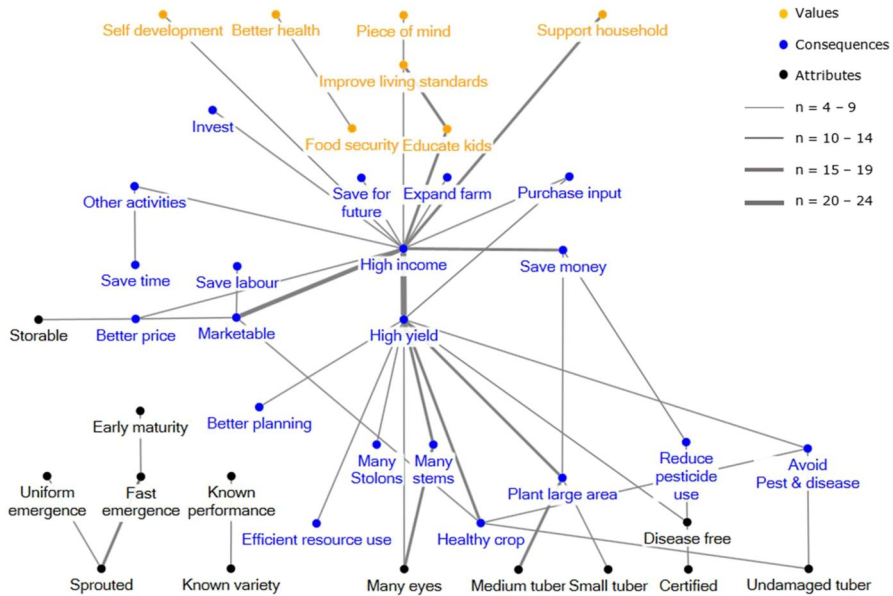 Self development
Better health
Piece of mind
Support household
Values
Consequences
Attributes
n = 4 – 9
n = 10 – 14
n = 15 – 19
n = 20 – 24
Improve living standards
Invest
Food security
Educate kids
Other activities
Save for
future
Expand farm
Purchase input
Save time
Save labour
High income
Save money
Storable
Better price
Marketable
High yield
Early maturity
Better planning
Uniform
emergence
Fast
emergence
Known
performance
Many
Stolons
Many
stems
Plant large area
Reduce
pesticide
use
Avoid
Pest & disease
Efficient resource use
Healthy crop
Disease free
Sprouted
Known variety
Many eyes
Medium tuber
Small tuber
Certified
Undamaged tuber